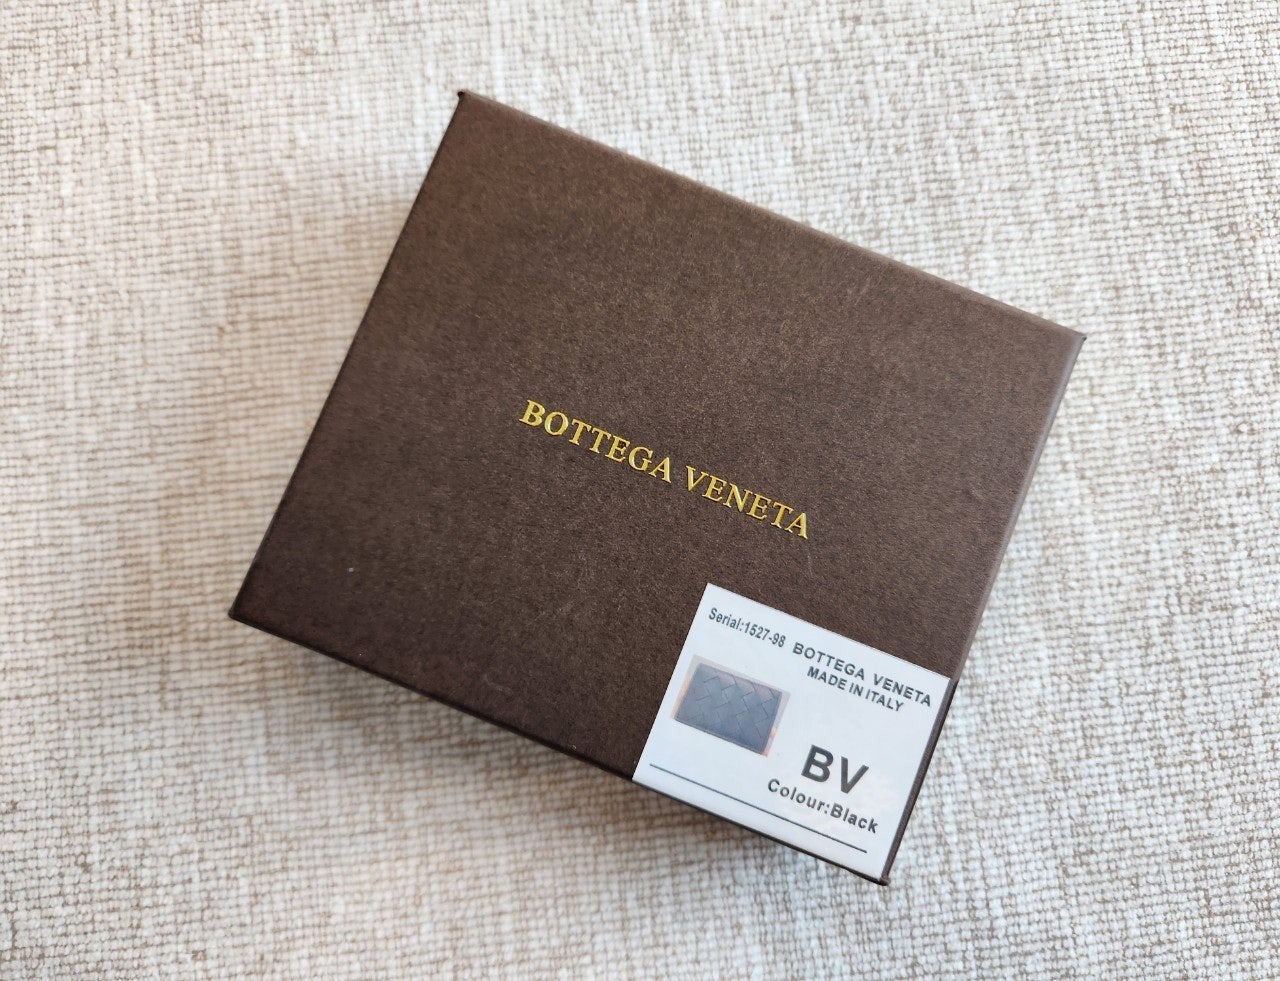 BOTTEGA VENETA
Serial:1527-98 BOTTEGA VENETA
MADE IN ITALY
BV
Colour:Black